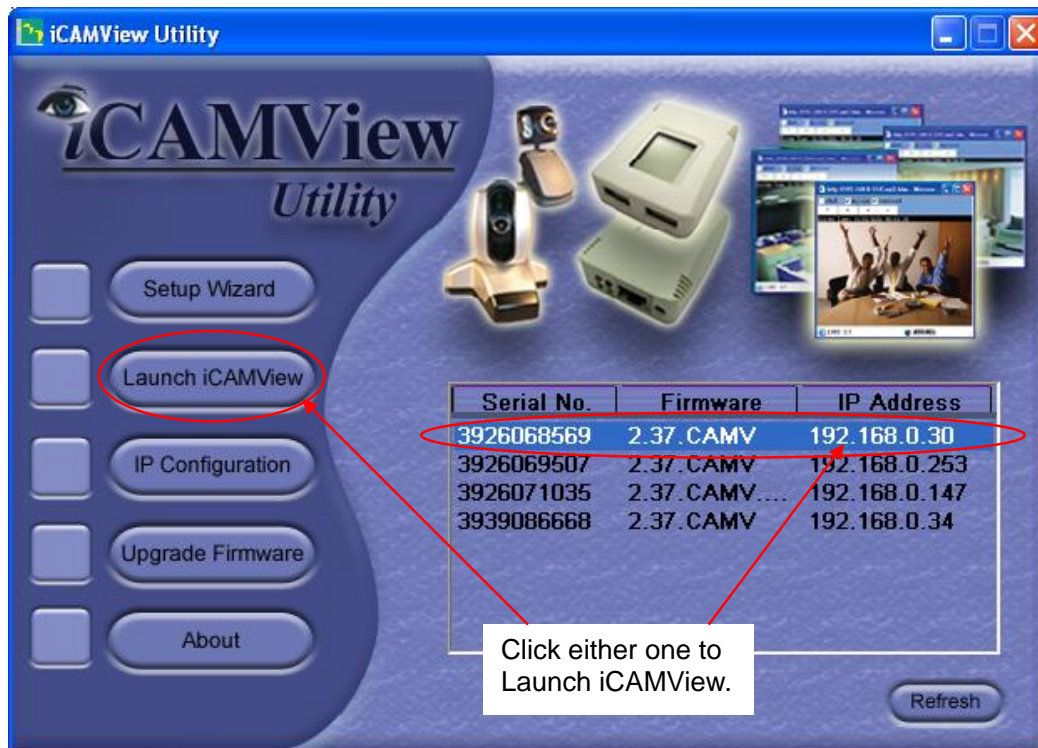 iCAMView Utility
iCAMView
Utility
Setup Wizard
Launch iCAMView
IP Configuration
Upgrade Firmware
About
Serial No. Firmware IP Address
3926068569 2.37.CAMV 192.168.0.30
3926069507 2.37.CAMV 192.168.0.253
3926071035 2.37.CAMV.... 192.168.0.147
3939086668 2.37.CAMV 192.168.0.34
Click either one to
Launch iCAMView.
Refresh